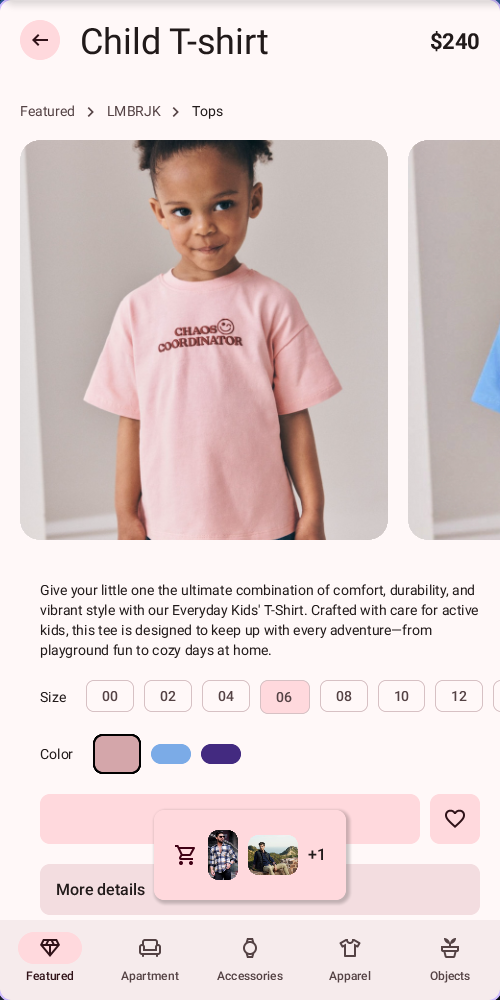 Child T-shirt
$240
Featured > LMBRJK > Tops
CHAOS
COORDINATOR
Give your little one the ultimate combination of comfort, durability, and
vibrant style with our Everyday Kids' T-Shirt. Crafted with care for active
kids, this tee is designed to keep up with every adventure—from
playground fun to cozy days at home.
Size 00 02 04 06 08 10 12
Color
+1
More details
Featured Apartment Accessories Apparel Objects